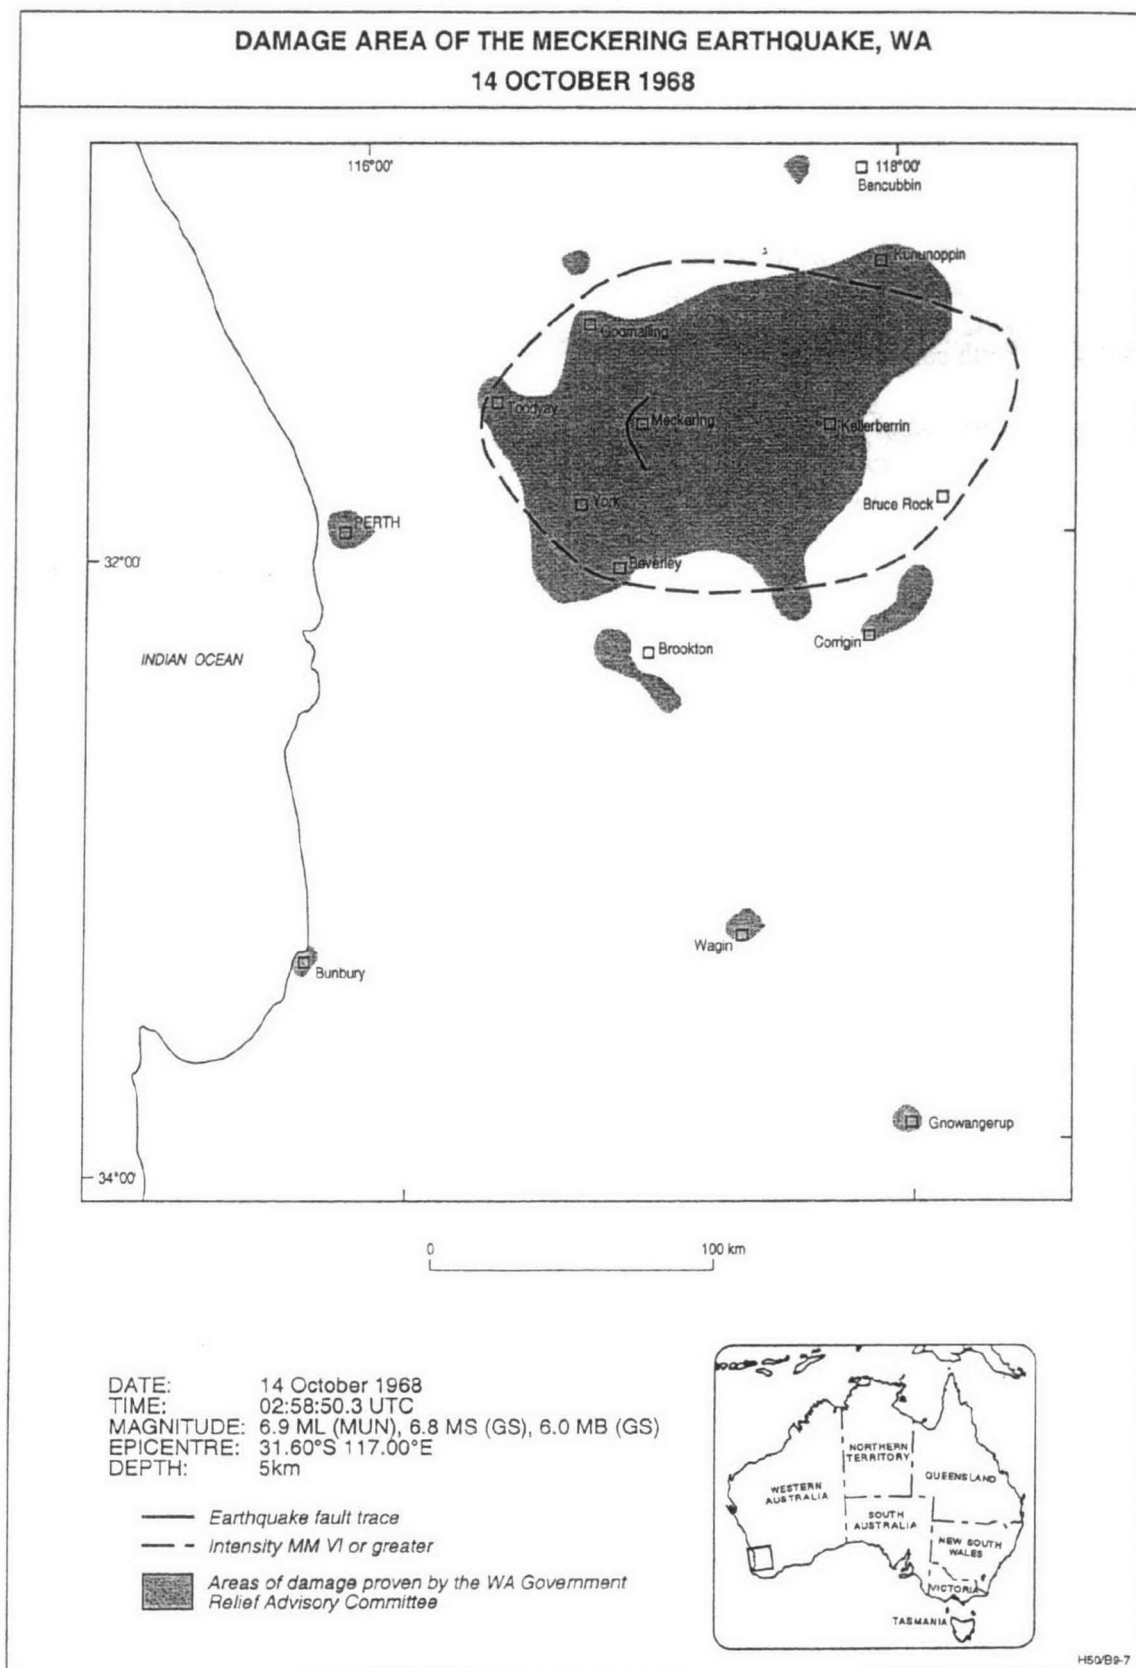 DAMAGE AREA OF THE MECKERING EARTHQUAKE, WA
14 OCTOBER 1968
116°00'
118°00'
Bencubbin
Kununoppin
Goomalling
Toodyay
Meckering
Kellerberrin
York
Bruce Rock
PERTH
32°00'
Beverley
Corrigin
Brookton
INDIAN OCEAN
Wagin
Bunbury
Gnowangerup
34°00'
0 100 km
DATE: 14 October 1968
TIME: 02:58:50.3 UTC
MAGNITUDE: 6.9 ML (MUN), 6.8 MS (GS), 6.0 MB (GS)
EPICENTRE: 31.60°S 117.00°E
DEPTH: 5km
Earthquake fault trace
Intensity MM VI or greater
Areas of damage proven by the WA Government
Relief Advisory Committee
NORTHERN
TERRITORY
QUEENSLAND
WESTERN
AUSTRALIA
SOUTH
AUSTRALIA
NEW SOUTH
WALES
VICTORIA
TASMANIA
H50/B9-7